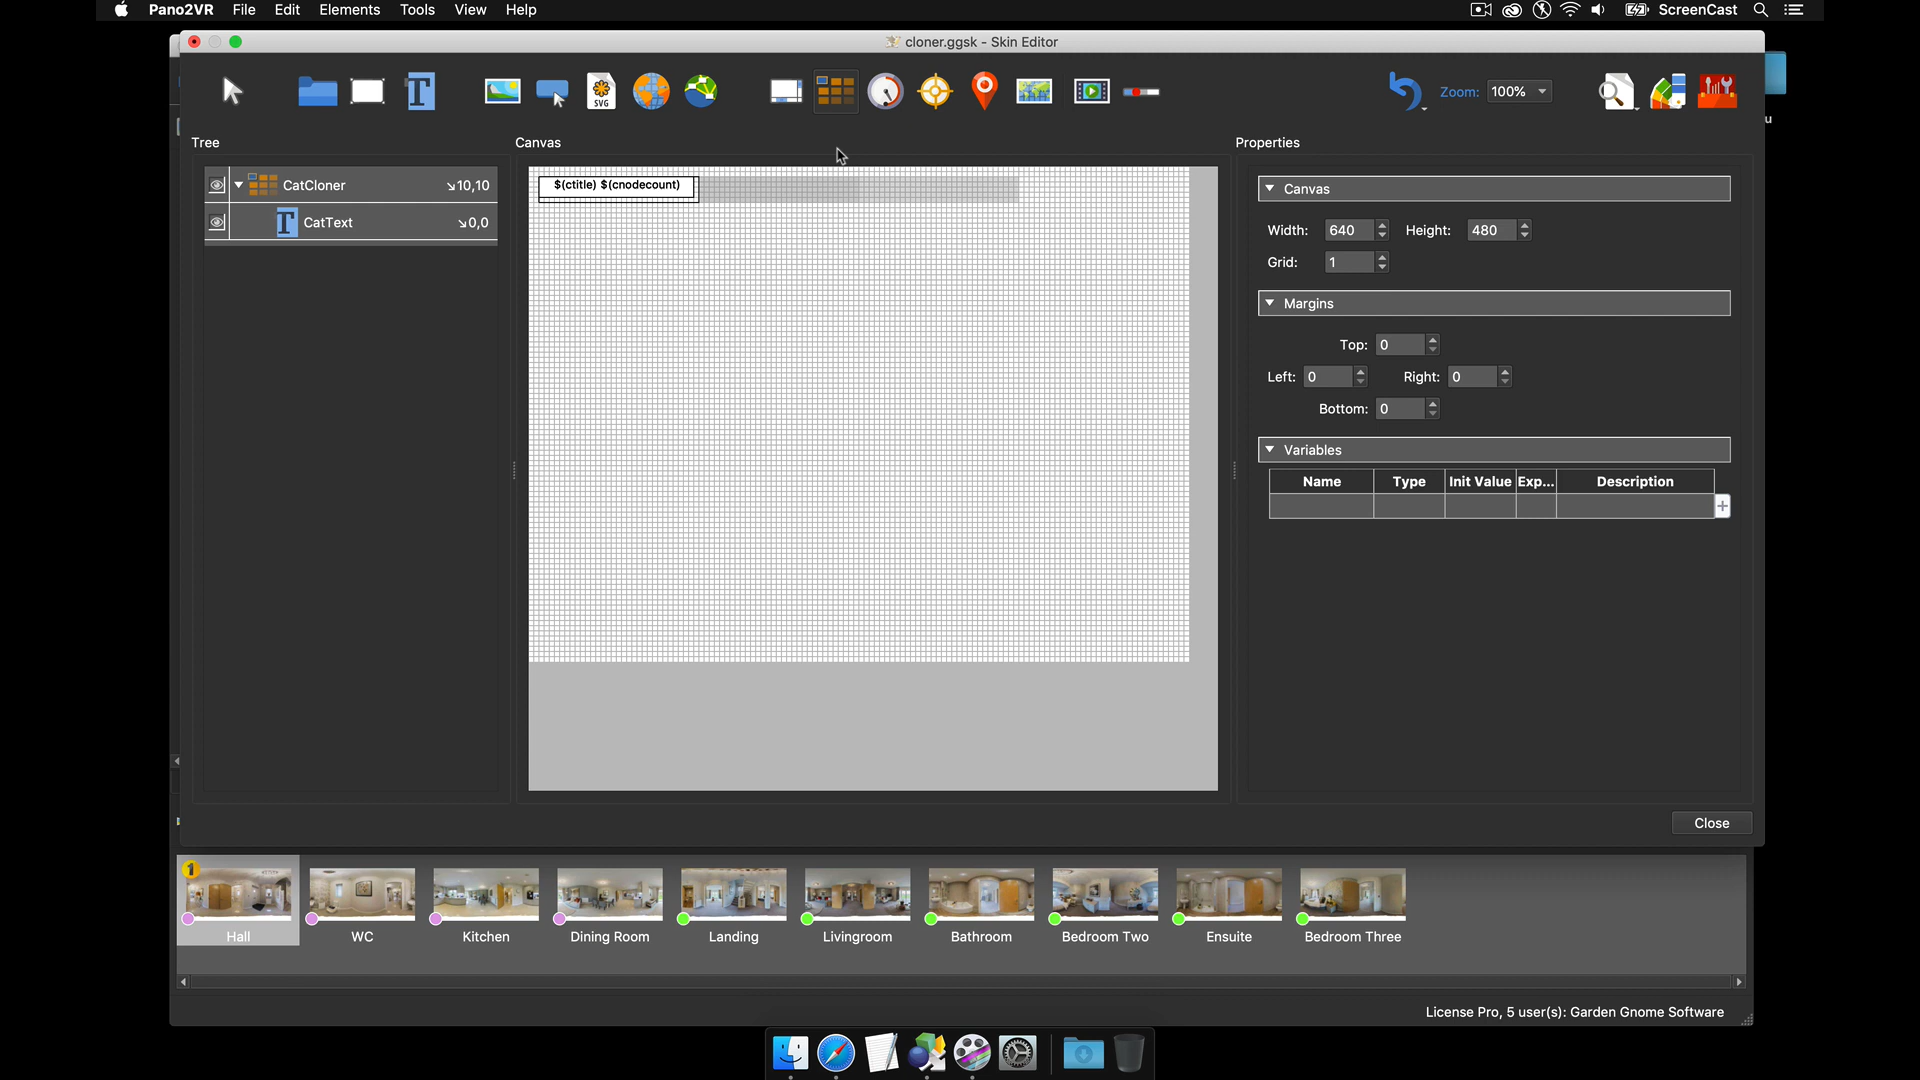 Pano2VR File Edit Elements Tools View Help ScreenCast
cloner.ggsk - Skin Editor
T SVG Zoom: 100%
Tree Canvas Properties
CatCloner ↘10,10
T CatText ↘0,0
$(ctitle) $(cnodecount)
Canvas
Width: 640 Height: 480
Grid: 1
Margins
Top: 0
Left: 0 Right: 0
Bottom: 0
Variables
Name Type Init Value Exp... Description
+
Close
1
Hall WC Kitchen Dining Room Landing Livingroom Bathroom Bedroom Two Ensuite Bedroom Three
License Pro, 5 user(s): Garden Gnome Software